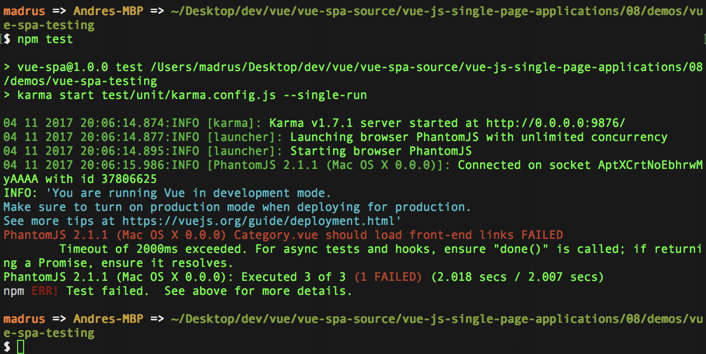 madrus => Andres-MBP => ~/Desktop/dev/vue/vue-spa-source/vue-js-single-page-applications/08/demos/vu
e-spa-testing
$ npm test
> vue-spa@1.0.0 test /Users/madrus/Desktop/dev/vue/vue-spa-source/vue-js-single-page-applications/08
/demos/vue-spa-testing
> karma start test/unit/karma.config.js --single-run
04 11 2017 20:06:14.874:INFO [karma]: Karma v1.7.1 server started at http://0.0.0.0:9876/
04 11 2017 20:06:14.877:INFO [launcher]: Launching browser PhantomJS with unlimited concurrency
04 11 2017 20:06:14.895:INFO [launcher]: Starting browser PhantomJS
04 11 2017 20:06:15.986:INFO [PhantomJS 2.1.1 (Mac OS X 0.0.0)]: Connected on socket AptXCrtNoEbhrwM
yAAAA with id 37806625
INFO: 'You are running Vue in development mode.
Make sure to turn on production mode when deploying for production.
See more tips at https://vuejs.org/guide/deployment.html'
PhantomJS 2.1.1 (Mac OS X 0.0.0) Category.vue should load front-end links FAILED
Timeout of 2000ms exceeded. For async tests and hooks, ensure "done()" is called; if returni
ng a Promise, ensure it resolves.
PhantomJS 2.1.1 (Mac OS X 0.0.0): Executed 3 of 3 (1 FAILED) (2.018 secs / 2.007 secs)
npm ERR! Test failed.  See above for more details.
madrus => Andres-MBP => ~/Desktop/dev/vue/vue-spa-source/vue-js-single-page-applications/08/demos/vu
e-spa-testing
$